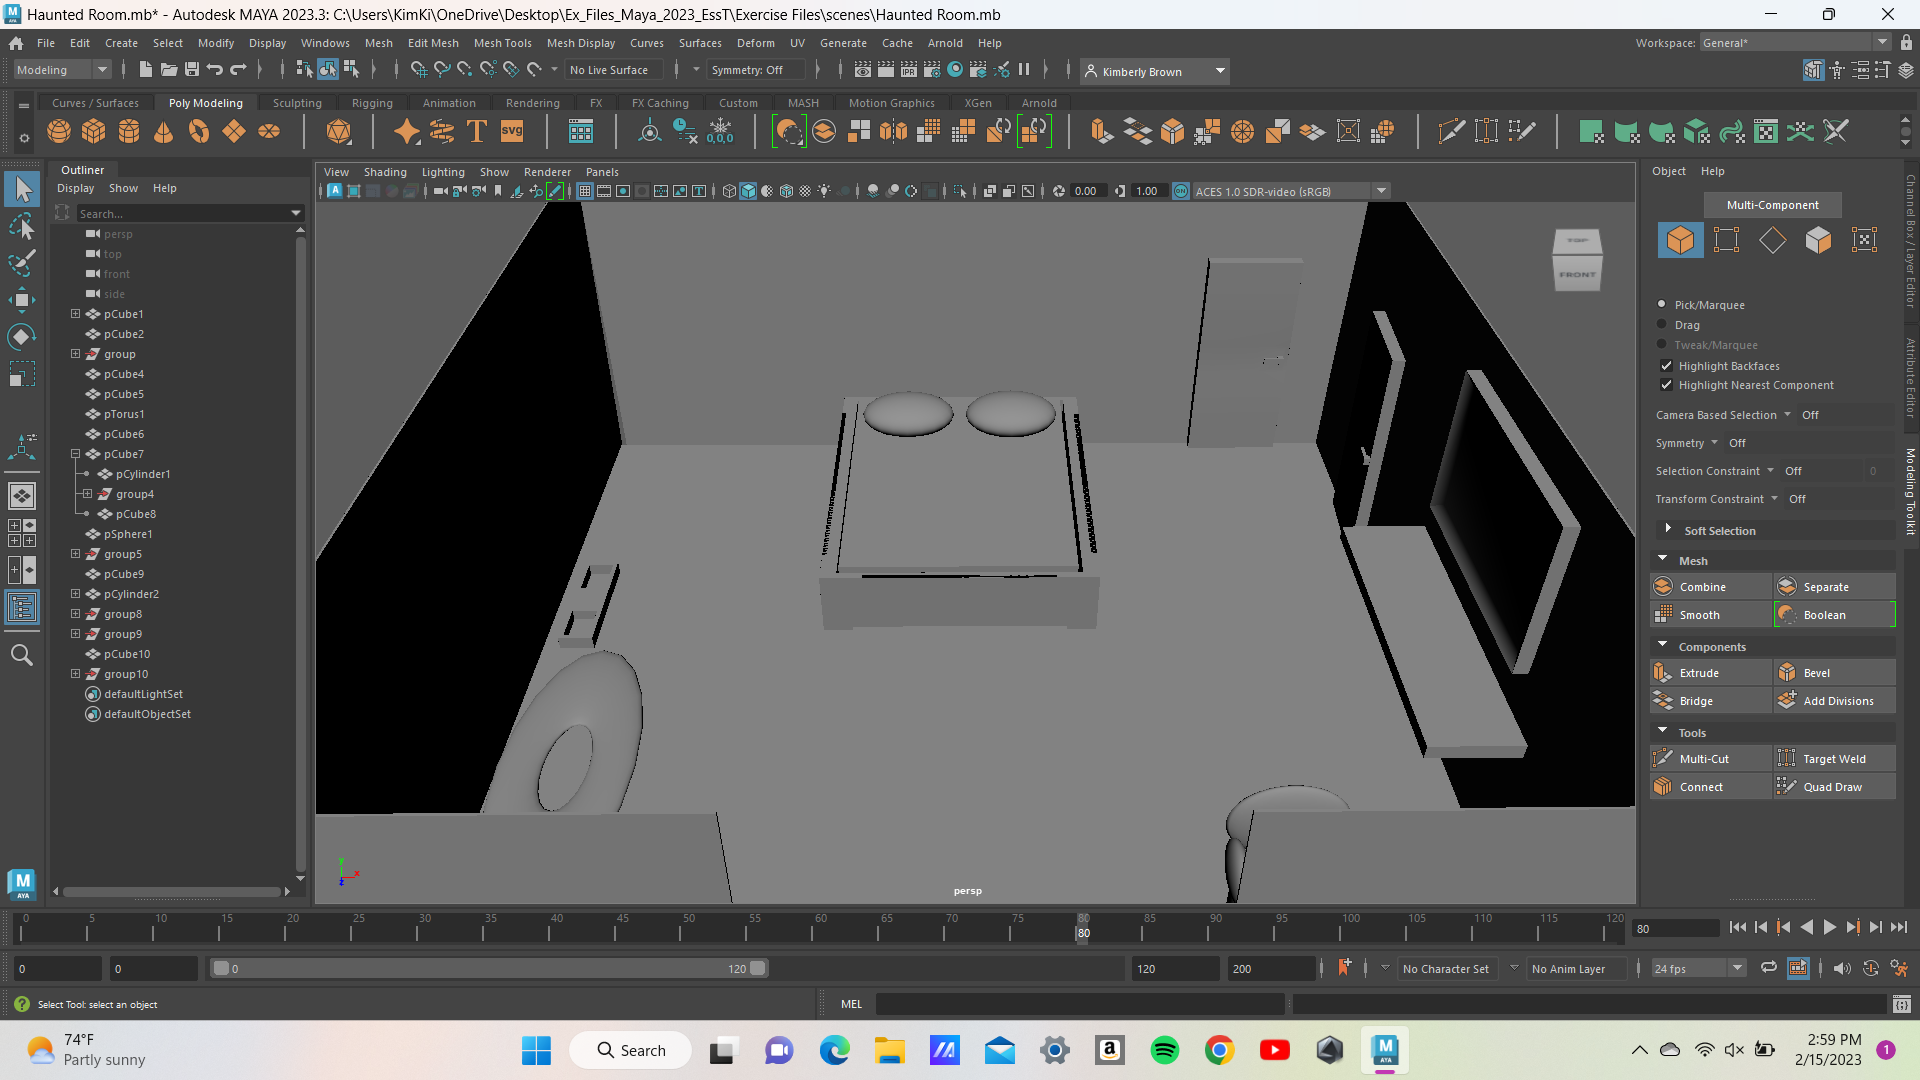 Haunted Room.mb* - Autodesk MAYA 2023.3: C:\Users\KimKi\OneDrive\Desktop\Ex_Files_Maya_2023_EssT\Exercise Files\scenes\Haunted Room.mb
File Edit Create Select Modify Display Windows Mesh Edit Mesh Mesh Tools Mesh Display Curves Surfaces Deform UV Generate Cache Arnold Help
Workspace: General*
Modeling
No Live Surface
Symmetry: Off
IPR
Kimberly Brown
Curves / Surfaces Poly Modeling Sculpting Rigging Animation Rendering FX FX Caching Custom MASH Motion Graphics XGen Arnold
SVG
0,0,0
Outliner
Display Show Help
Search...
persp
top
front
side
pCube1
pCube2
group
pCube4
pCube5
pTorus1
pCube6
pCube7
pCylinder1
group4
pCube8
pSphere1
group5
pCube9
pCylinder2
group8
group9
pCube10
group10
defaultLightSet
defaultObjectSet
View Shading Lighting Show Renderer Panels
0.00
1.00
ON
ACES 1.0 SDR-video (sRGB)
TOP
FRONT
y
x
z
persp
Object Help
Multi-Component
Pick/Marquee
Drag
Tweak/Marquee
Highlight Backfaces
Highlight Nearest Component
Camera Based Selection Off
Symmetry Off
Selection Constraint Off 0
Transform Constraint Off
Soft Selection
Mesh
Combine Separate
Smooth Boolean
Components
Extrude Bevel
Bridge Add Divisions
Tools
Multi-Cut Target Weld
Connect Quad Draw
Channel Box / Layer Editor
Attribute Editor
Modeling Toolkit
M
AYA
0 5 10 15 20 25 30 35 40 45 50 55 60 65 70 75 80 85 90 95 100 105 110 115 120
80
80
0 0 0 120 120 200
No Character Set
No Anim Layer
24 fps
Select Tool: select an object
MEL
74°F
Partly sunny
Search
M
AYA
2:59 PM
2/15/2023
1